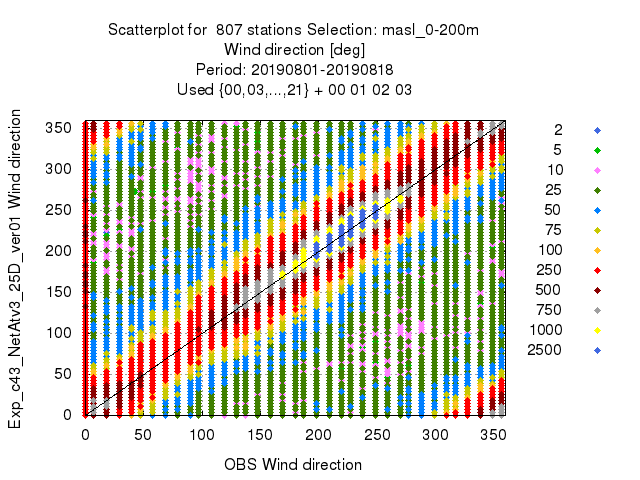 Scatterplot for 807 stations Selection: masl_0-200m
Wind direction [deg]
Period: 20190801-20190818
Used {00,03,...,21} + 00 01 02 03
Exp_c43_NetAtv3_25D_ver01 Wind direction
350
300
250
200
150
100
50
0
0 50 100 150 200 250 300 350
OBS Wind direction
2
5
10
25
50
75
100
250
500
750
1000
2500